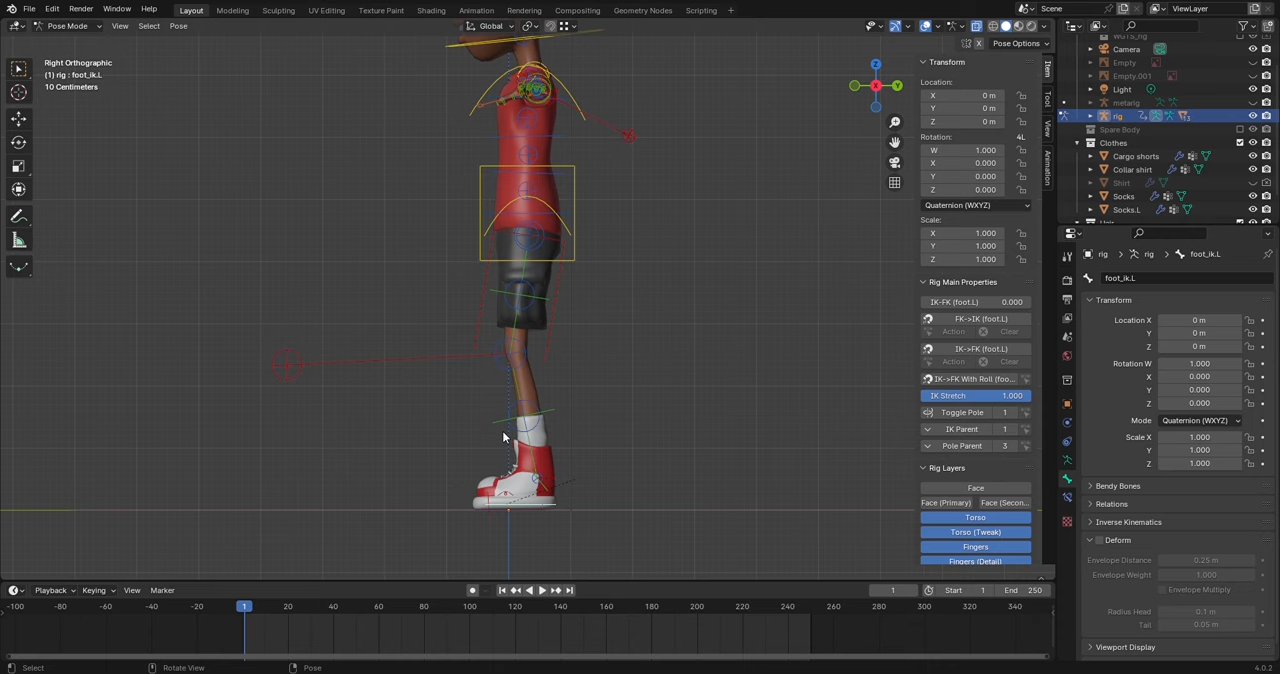 File Edit Render Window Help Layout Modeling Sculpting UV Editing Texture Paint Shading Animation Rendering Compositing Geometry Nodes Scripting + Scene ViewLayer
Pose Mode View Select Pose Global
X Pose Options
Right Orthographic
(1) rig : foot_ik.L
10 Centimeters
Z
X
Y
Item
Tool
View
Animation
Transform
Location:
X 0 m
Y 0 m
Z 0 m
Rotation: 4L
W 1.000
X 0.000
Y 0.000
Z 0.000
Quaternion (WXYZ)
Scale:
X 1.000
Y 1.000
Z 1.000
Rig Main Properties
IK-FK (foot.L) 0.000
FK->IK (foot.L)
Action Clear
IK->FK (foot.L)
Action Clear
IK->FK With Roll (foo...
IK Stretch 1.000
Toggle Pole 1
IK Parent 1
Pole Parent 3
Rig Layers
Face
Face (Primary) Face (Secon...
Torso
Torso (Tweak)
Fingers
Fingers (Detail)
WGTS_rig
Camera
Empty
Empty.001
Light
metarig
rig
Spare Body
Clothes
Cargo shorts
Collar shirt
Shirt
Socks
Socks.L
rig > rig > foot_ik.L
foot_ik.L
Transform
Location X 0 m
Y 0 m
Z 0 m
Rotation W 1.000
X 0.000
Y 0.000
Z 0.000
Mode Quaternion (WXYZ)
Scale X 1.000
Y 1.000
Z 1.000
Bendy Bones
Relations
Inverse Kinematics
Deform
Envelope Distance 0.25 m
Envelope Weight 1.000
Envelope Multiply
Radius Head 0.1 m
Tail 0.05 m
Viewport Display
Playback Keying View Marker 1 Start 1 End 250
-100 -80 -60 -40 -20 1 20 40 60 80 100 120 140 160 180 200 220 240 260 280 300 320 340
Select Rotate View Pose 4.0.2